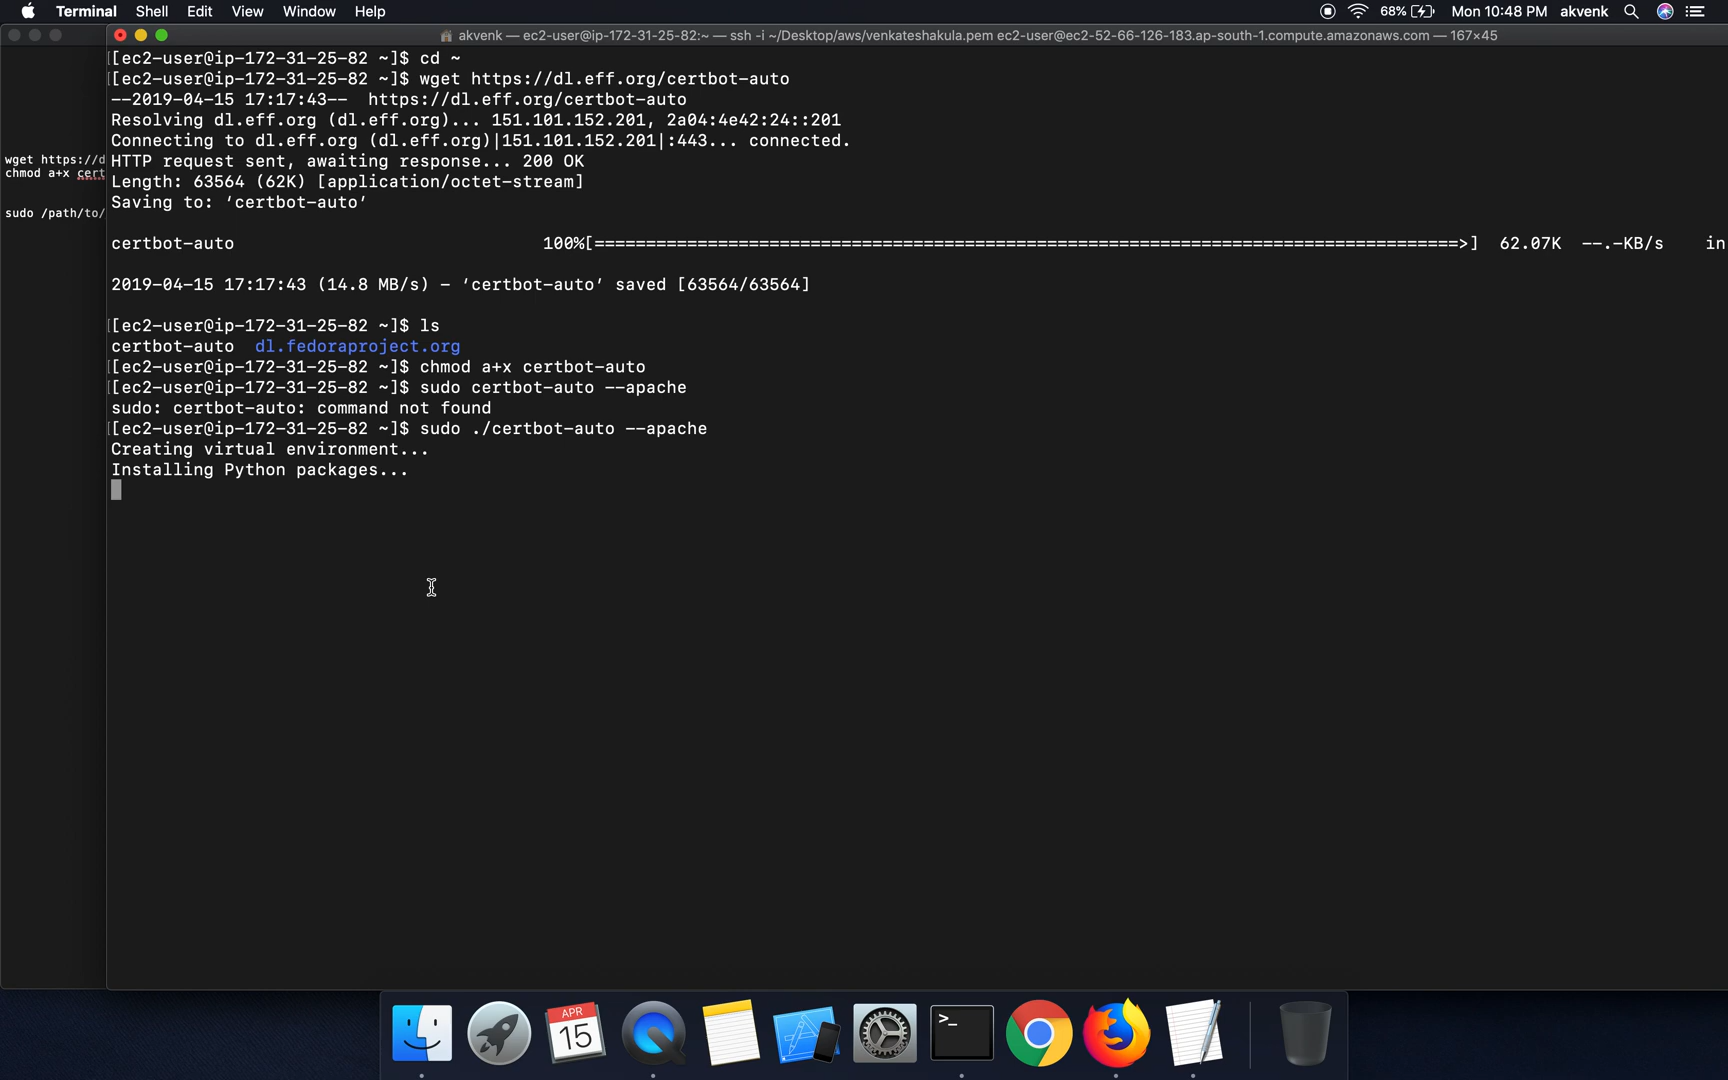 Terminal Shell Edit View Window Help
68% Mon 10:48 PM akvenk
akvenk — ec2-user@ip-172-31-25-82:~ — ssh -i ~/Desktop/aws/venkateshakula.pem ec2-user@ec2-52-66-126-183.ap-south-1.compute.amazonaws.com — 167×45
wget https://d
chmod a+x cert
sudo /path/to/
[[ec2-user@ip-172-31-25-82 ~]$ cd ~
[[ec2-user@ip-172-31-25-82 ~]$ wget https://dl.eff.org/certbot-auto
--2019-04-15 17:17:43--  https://dl.eff.org/certbot-auto
Resolving dl.eff.org (dl.eff.org)... 151.101.152.201, 2a04:4e42:24::201
Connecting to dl.eff.org (dl.eff.org)|151.101.152.201|:443... connected.
HTTP request sent, awaiting response... 200 OK
Length: 63564 (62K) [application/octet-stream]
Saving to: ‘certbot-auto’
certbot-auto 100%[====================================================================================>] 62.07K --.-KB/s in
2019-04-15 17:17:43 (14.8 MB/s) - ‘certbot-auto’ saved [63564/63564]
[[ec2-user@ip-172-31-25-82 ~]$ ls
certbot-auto  dl.fedoraproject.org
[[ec2-user@ip-172-31-25-82 ~]$ chmod a+x certbot-auto
[[ec2-user@ip-172-31-25-82 ~]$ sudo certbot-auto --apache
sudo: certbot-auto: command not found
[[ec2-user@ip-172-31-25-82 ~]$ sudo ./certbot-auto --apache
Creating virtual environment...
Installing Python packages...
APR
15
>_